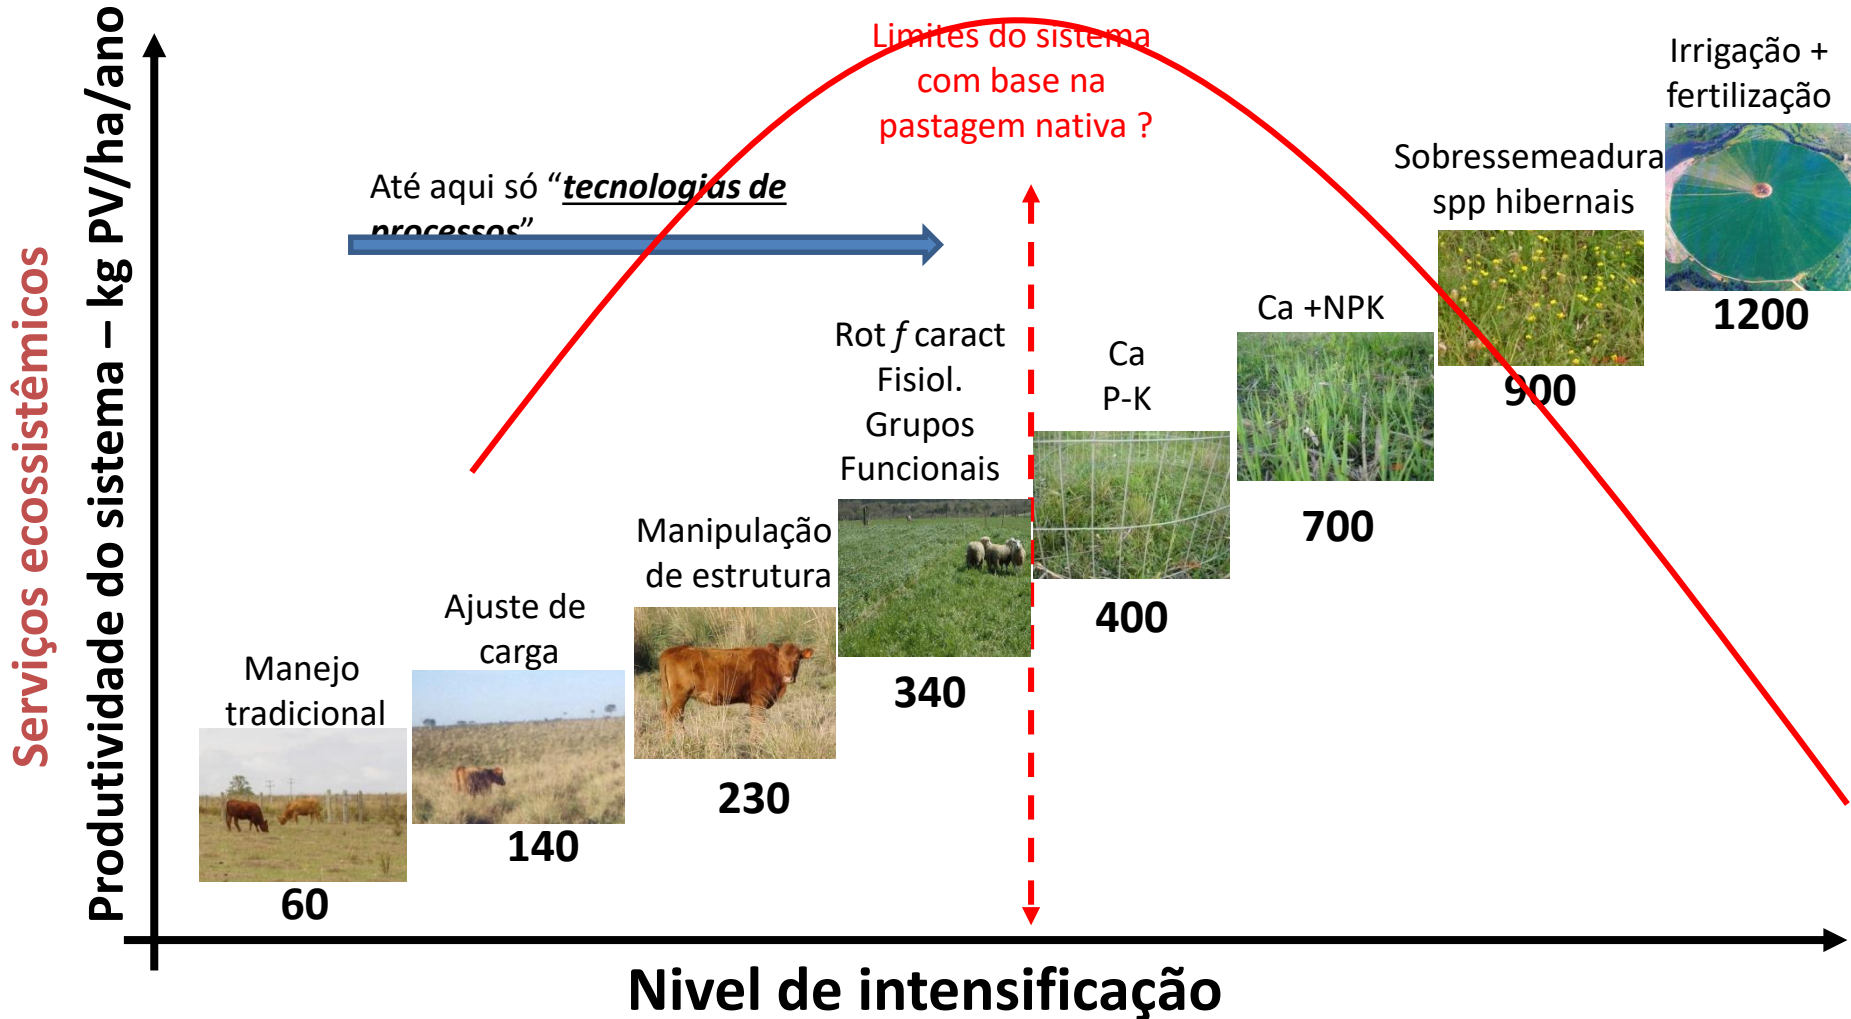 Serviços ecossistêmicos
Produtividade do sistema – kg PV/ha/ano
Limites do sistema
com base na
pastagem nativa ?
Até aqui só “tecnologias de
processos”
Manejo
tradicional
60
Ajuste de
carga
140
Manipulação
de estrutura
230
Rot f caract
Fisiol.
Grupos
Funcionais
340
Ca
P-K
400
Ca +NPK
700
Sobressemeadura
spp hibernais
900
Irrigação +
fertilização
1200
Nivel de intensificação